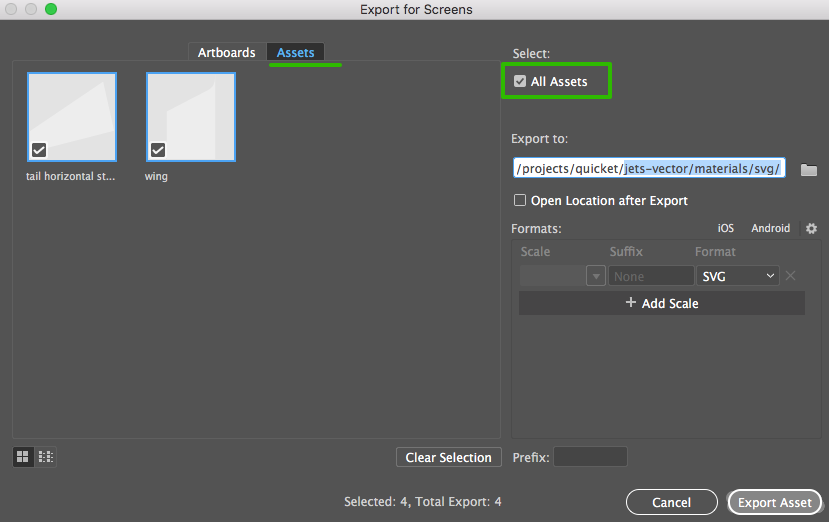 Export for Screens
Artboards
Assets
tail horizontal st...
wing
Select:
All Assets
Export to:
/projects/quicket/jets-vector/materials/svg/
Open Location after Export
Formats:
iOS
Android
Scale
Suffix
Format
None
SVG
+ Add Scale
Clear Selection
Prefix:
Selected: 4, Total Export: 4
Cancel
Export Asset